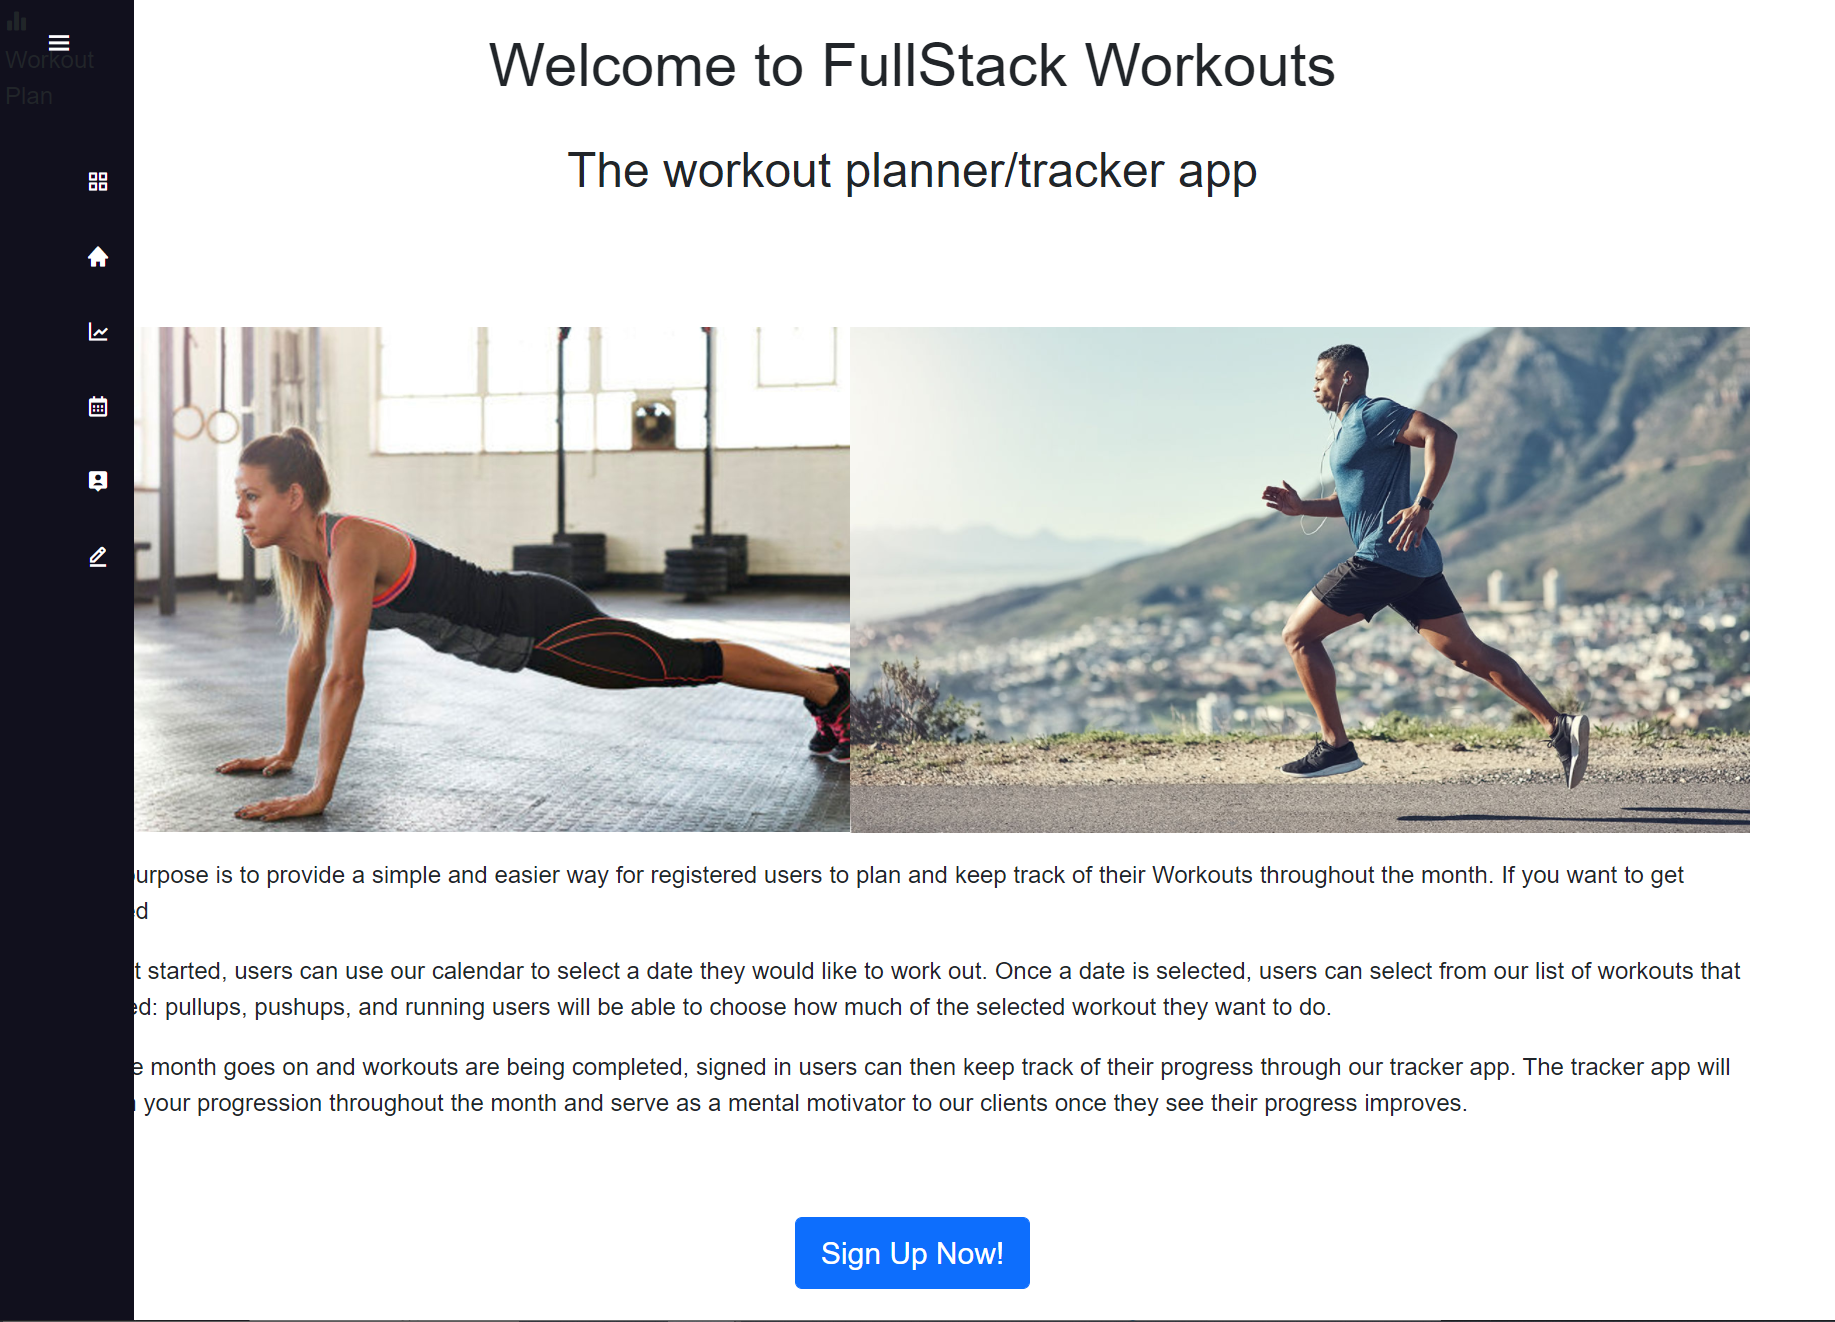 Workout
Plan
Welcome to FullStack Workouts
The workout planner/tracker app
urpose is to provide a simple and easier way for registered users to plan and keep track of their Workouts throughout the month. If you want to get
ed
t started, users can use our calendar to select a date they would like to work out. Once a date is selected, users can select from our list of workouts that
ed: pullups, pushups, and running users will be able to choose how much of the selected workout they want to do.
e month goes on and workouts are being completed, signed in users can then keep track of their progress through our tracker app. The tracker app will
your progression throughout the month and serve as a mental motivator to our clients once they see their progress improves.
Sign Up Now!